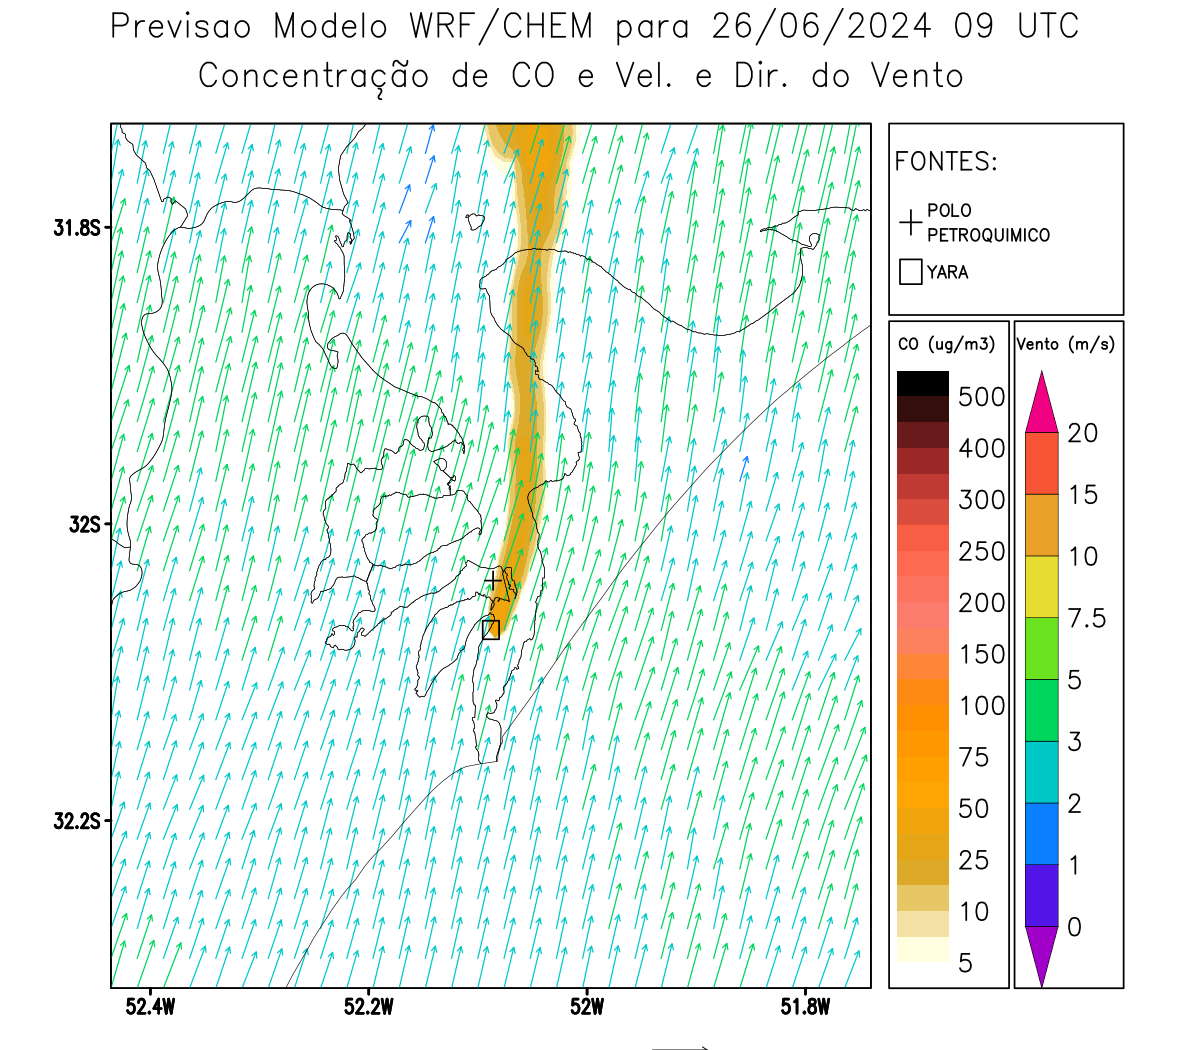 Previsao Modelo WRF/CHEM para 26/06/2024 09 UTC
Concentração de CO e Vel. e Dir. do Vento
FONTES:
POLO
PETROQUIMICO
YARA
CO (ug/m3)
500
400
300
250
200
150
100
75
50
25
10
5
Vento (m/s)
20
15
10
7.5
5
3
2
1
0
31.8S
32S
32.2S
52.4W
52.2W
52W
51.8W